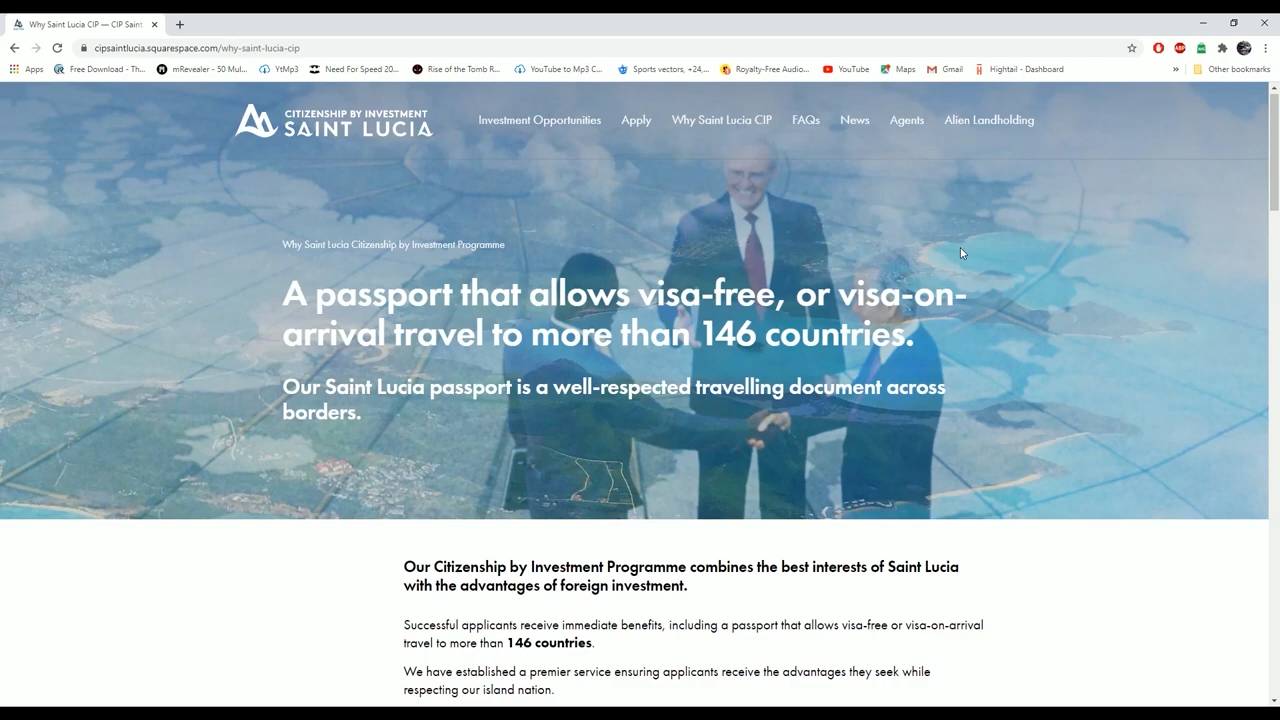 Why Saint Lucia CIP — CIP Saint
cipsaintlucia.squarespace.com/why-saint-lucia-cip
Apps
Free Download - Th...
mRevealer - 50 Mul...
YtMp3
Need For Speed 20...
Rise of the Tomb R...
YouTube to Mp3 C...
Sports vectors, +24,...
Royalty-Free Audio...
YouTube
Maps
Gmail
Hightail - Dashboard
»
Other bookmarks
CITIZENSHIP BY INVESTMENT
SAINT LUCIA
Investment Opportunities
Apply
Why Saint Lucia CIP
FAQs
News
Agents
Alien Landholding
Why Saint Lucia Citizenship by Investment Programme
A passport that allows visa-free, or visa-on-
arrival travel to more than 146 countries.
Our Saint Lucia passport is a well-respected travelling document across
borders.
Our Citizenship by Investment Programme combines the best interests of Saint Lucia
with the advantages of foreign investment.
Successful applicants receive immediate benefits, including a passport that allows visa-free or visa-on-arrival
travel to more than 146 countries.
We have established a premier service ensuring applicants receive the advantages they seek while
respecting our island nation.